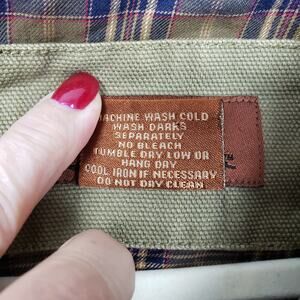 MACHINE WASH COLD
WASH DARKS
SEPARATELY
NO BLEACH
TUMBLE DRY LOW OR
HANG DRY
COOL IRON IF NECESSARY
DO NOT DRY CLEAN